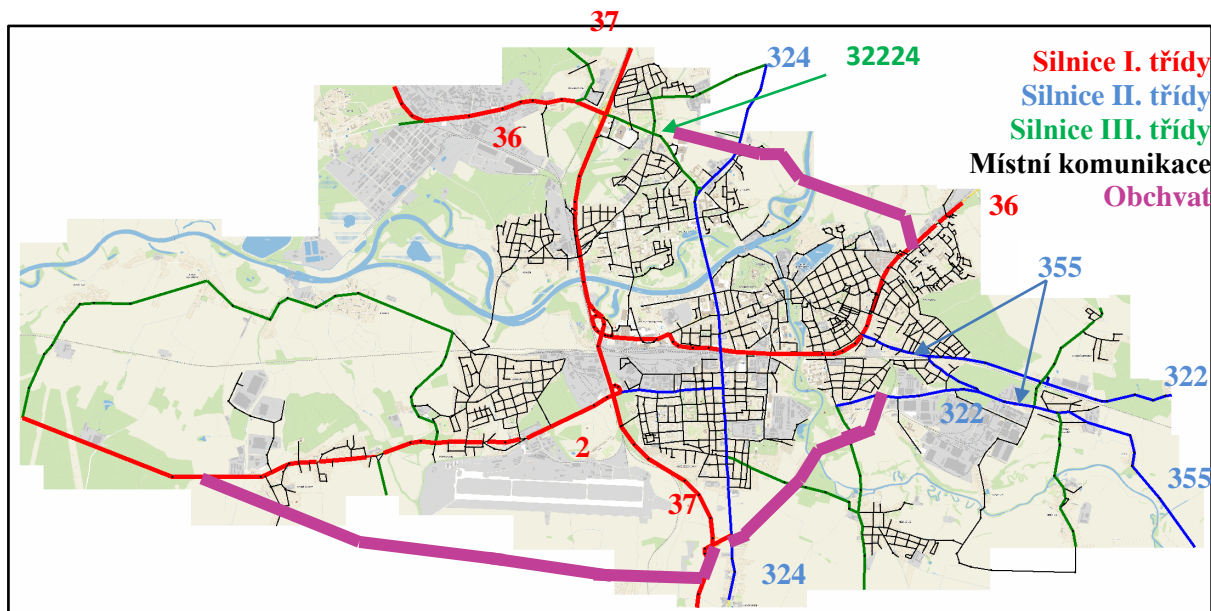 37
324
32224
Silnice I. třídy
Silnice II. třídy
Silnice III. třídy
Místní komunikace
Obchvat
36
36
355
322
322
2
355
37
324